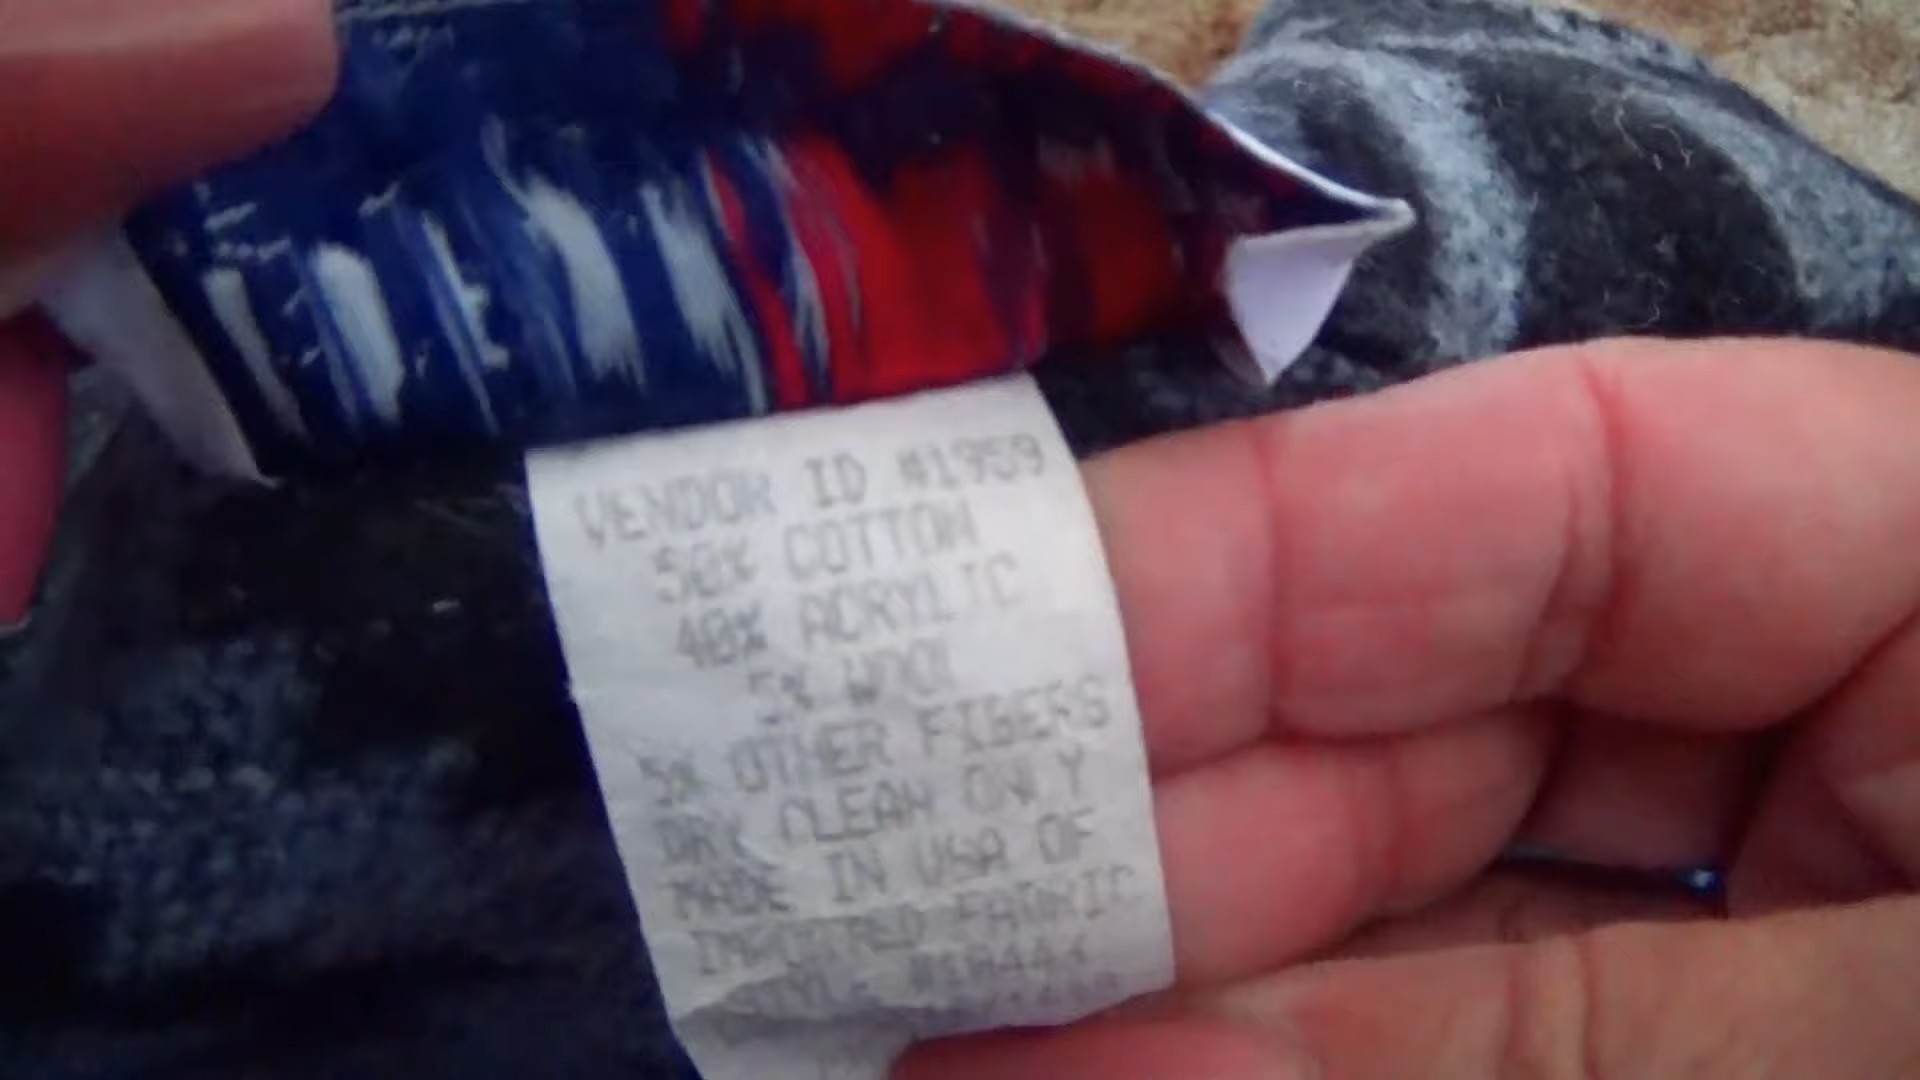 VENDOR ID #1959
50% COTTON
40% ACRYLIC
5% WOOL
5% OTHER FIBERS
DRY CLEAN ONLY
MADE IN USA OF
IMPORTED FABRIC
STYLE